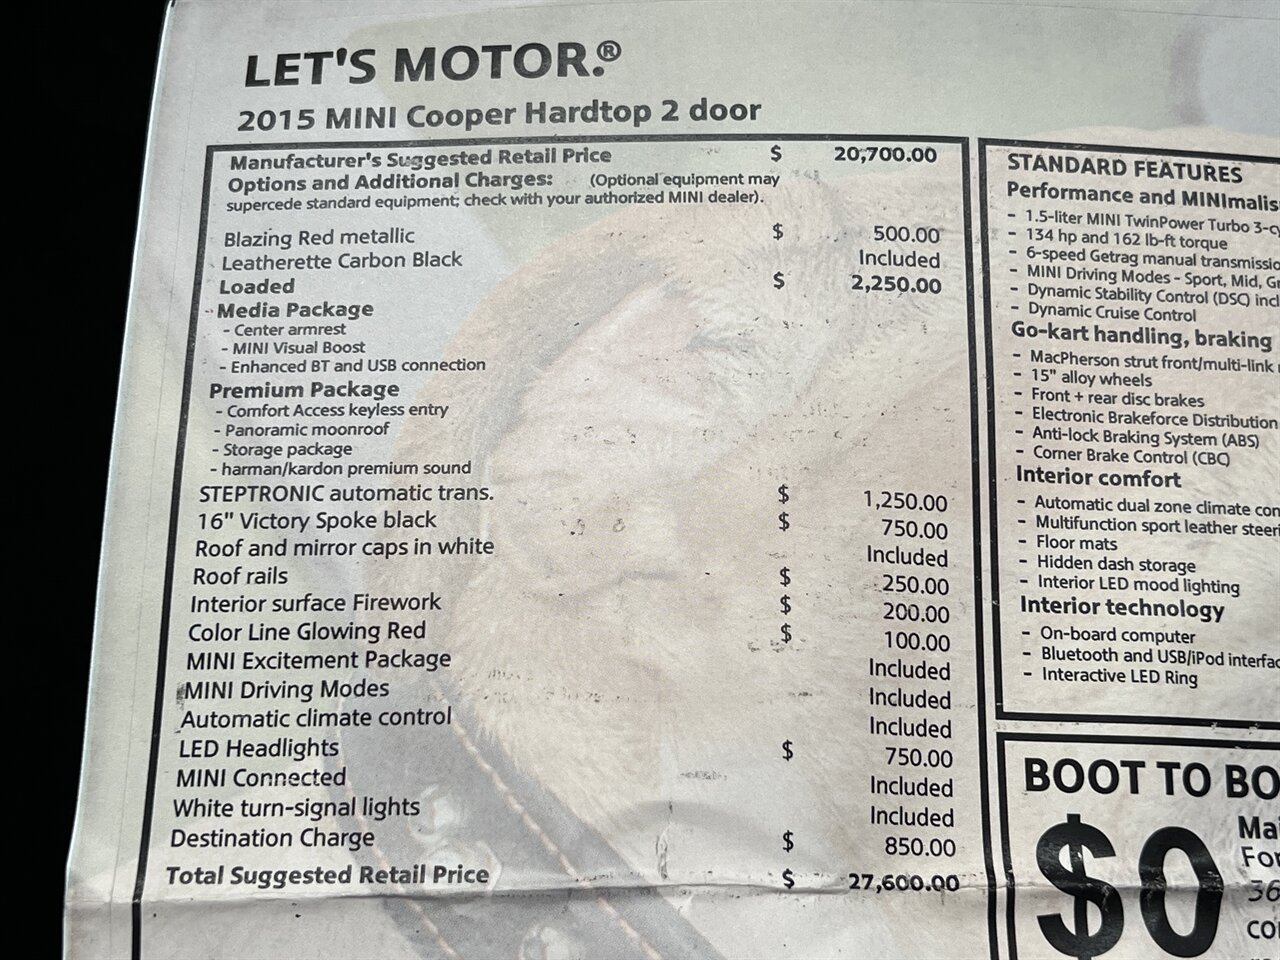 LET'S MOTOR.®
2015 MINI Cooper Hardtop 2 door
Manufacturer's Suggested Retail Price $ 20,700.00
Options and Additional Charges: (Optional equipment may
supercede standard equipment; check with your authorized MINI dealer).
Blazing Red metallic $ 500.00
Leatherette Carbon Black Included
Loaded $ 2,250.00
Media Package
- Center armrest
- MINI Visual Boost
- Enhanced BT and USB connection
Premium Package
- Comfort Access keyless entry
- Panoramic moonroof
- Storage package
- harman/kardon premium sound
STEPTRONIC automatic trans. $ 1,250.00
16" Victory Spoke black $ 750.00
Roof and mirror caps in white Included
Roof rails $ 250.00
Interior surface Firework $ 200.00
Color Line Glowing Red $ 100.00
MINI Excitement Package Included
MINI Driving Modes Included
Automatic climate control Included
LED Headlights $ 750.00
MINI Connected Included
White turn-signal lights Included
Destination Charge $ 850.00
Total Suggested Retail Price $ 27,600.00
STANDARD FEATURES
Performance and MINImalis
- 1.5-liter MINI TwinPower Turbo 3-cy
- 134 hp and 162 lb-ft torque
- 6-speed Getrag manual transmissio
- MINI Driving Modes - Sport, Mid, Gr
- Dynamic Stability Control (DSC) incl
- Dynamic Cruise Control
Go-kart handling, braking
- MacPherson strut front/multi-link
- 15" alloy wheels
- Front + rear disc brakes
- Electronic Brakeforce Distribution
- Anti-lock Braking System (ABS)
- Corner Brake Control (CBC)
Interior comfort
- Automatic dual zone climate con
- Multifunction sport leather steeri
- Floor mats
- Hidden dash storage
- Interior LED mood lighting
Interior technology
- On-board computer
- Bluetooth and USB/iPod interfac
- Interactive LED Ring
BOOT TO BO
$0
Mai
For
36
co